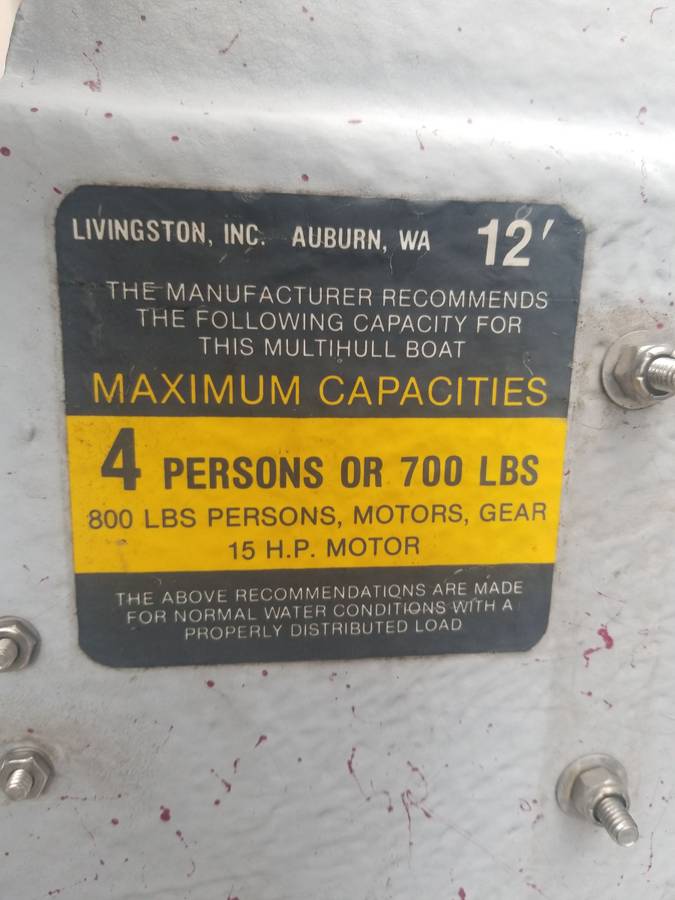 LIVINGSTON, INC. AUBURN, WA 12'
THE MANUFACTURER RECOMMENDS
THE FOLLOWING CAPACITY FOR
THIS MULTIHULL BOAT
MAXIMUM CAPACITIES
4 PERSONS OR 700 LBS
800 LBS PERSONS, MOTORS, GEAR
15 H.P. MOTOR
THE ABOVE RECOMMENDATIONS ARE MADE
FOR NORMAL WATER CONDITIONS WITH A
PROPERLY DISTRIBUTED LOAD